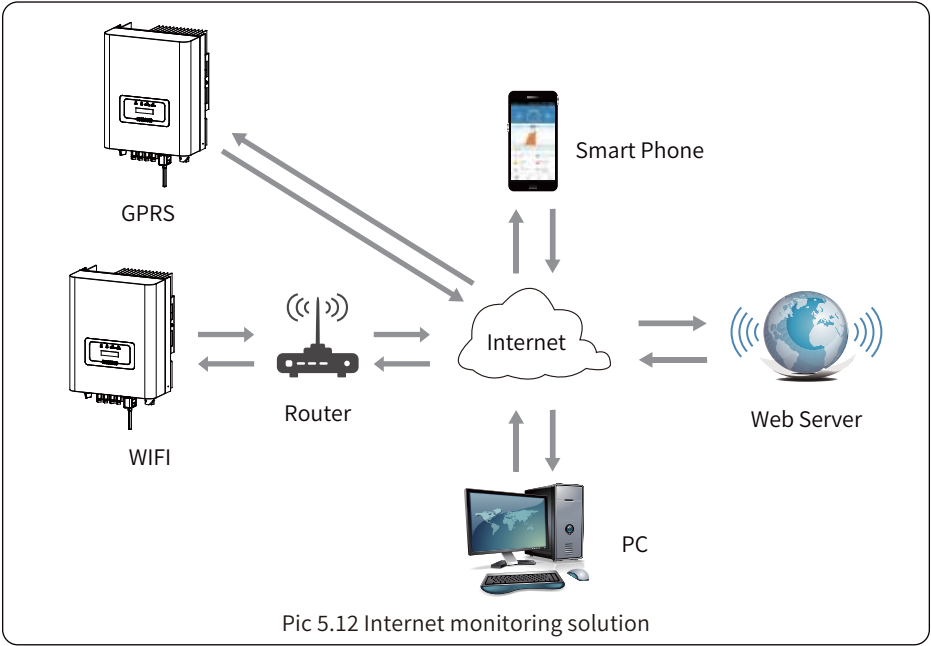 Smart Phone
GPRS
Internet
Router
Web Server
WIFI
PC
Pic 5.12 Internet monitoring solution